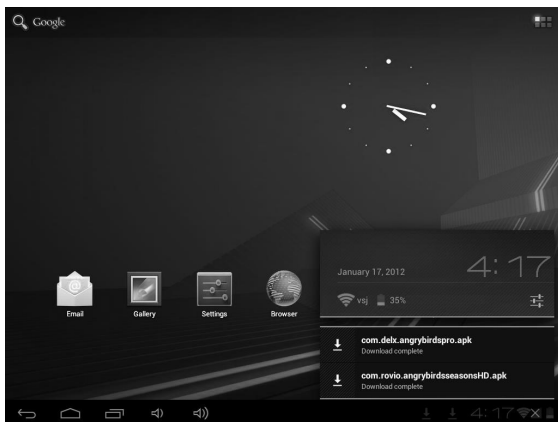 Google
January 17, 2012
4:17
vsj 35%
Email
Gallery
Settings
Browser
com.delx.angrybirdspro.apk
Download complete
com.rovio.angrybirdsseasonsHD.apk
Download complete
4:17